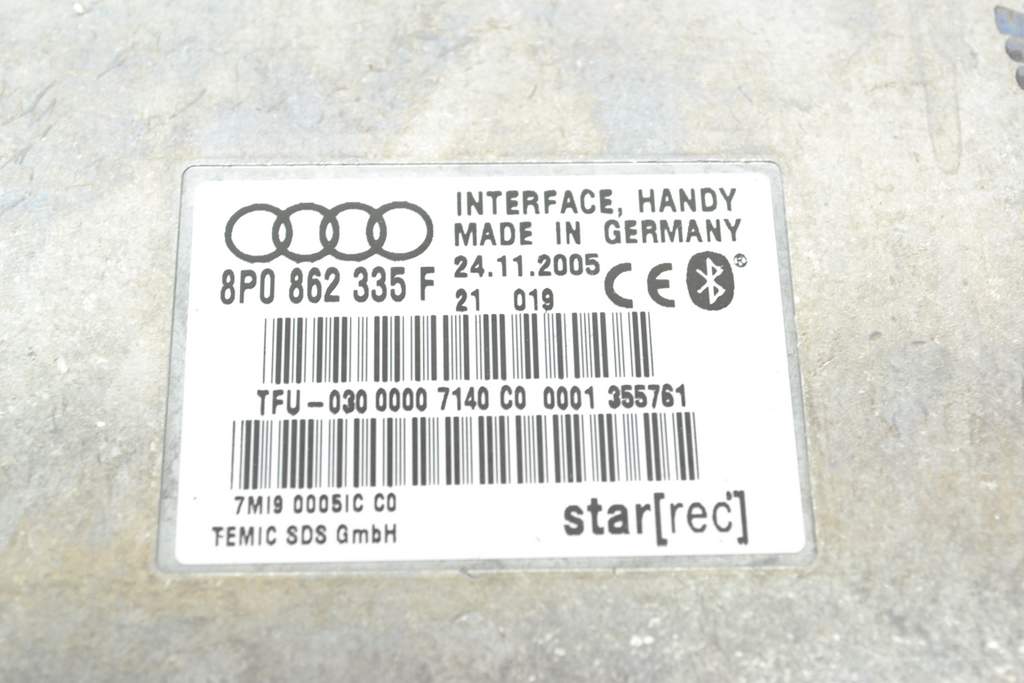 INTERFACE, HANDY
MADE IN GERMANY
8P0 862 335 F
24.11.2005
21 019
CE
®
TFU-030 0000 7140 C0 0001 355761
7MI9 0005IC C0
TEMIC SDS GmbH
star[rec]